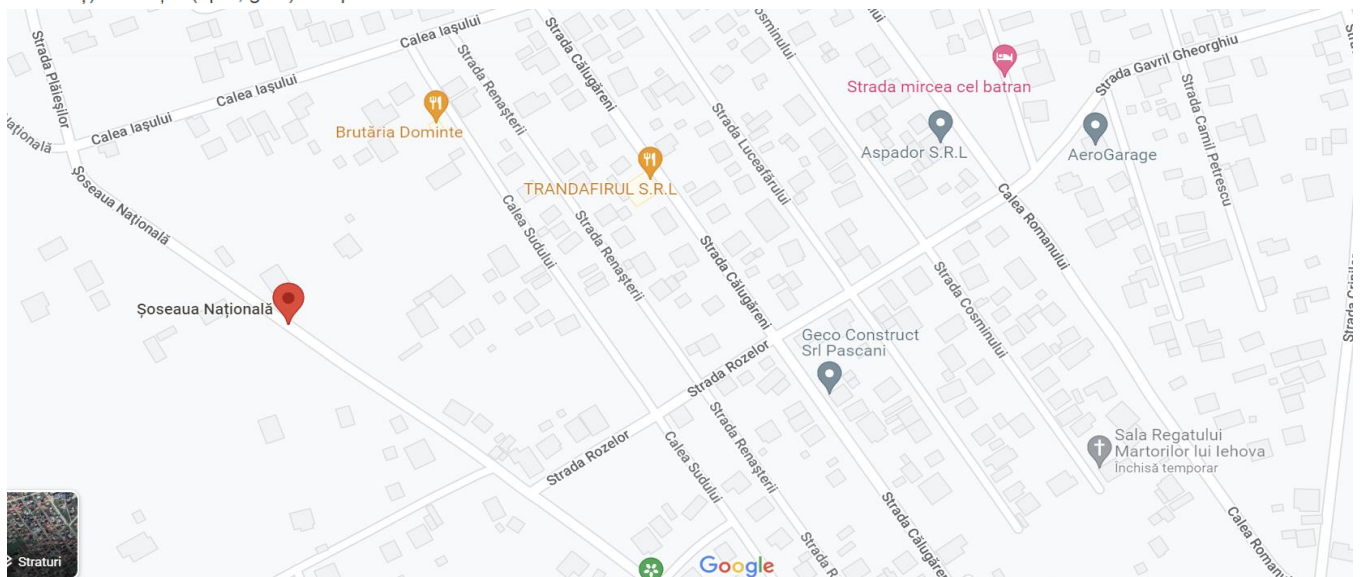 Calea Iașului
Strada Plăieșilor
Calea Iașului
Calea Iașului
Șoseaua Națională
Brutăria Dominte
Strada Renașterii
Strada Călugăreni
TRANDAFIRUL S.R.L
Strada Luceafărului
Strada mircea cel batran
Strada Gavril Gheorghiu
Strada Camil Petrescu
Aspador S.R.L
AeroGarage
Calea Romanului
Calea Sudului
Strada Renașterii
Strada Călugăreni
Strada Cosminului
Șoseaua Națională
Geco Construct
Srl Pascani
Strada Rozelor
Strada Rozelor
Strada Renașterii
Calea Sudului
Sala Regatului
Martorilor lui Iehova
Închisă temporar
Strada Călugăreni
Straturi
Google